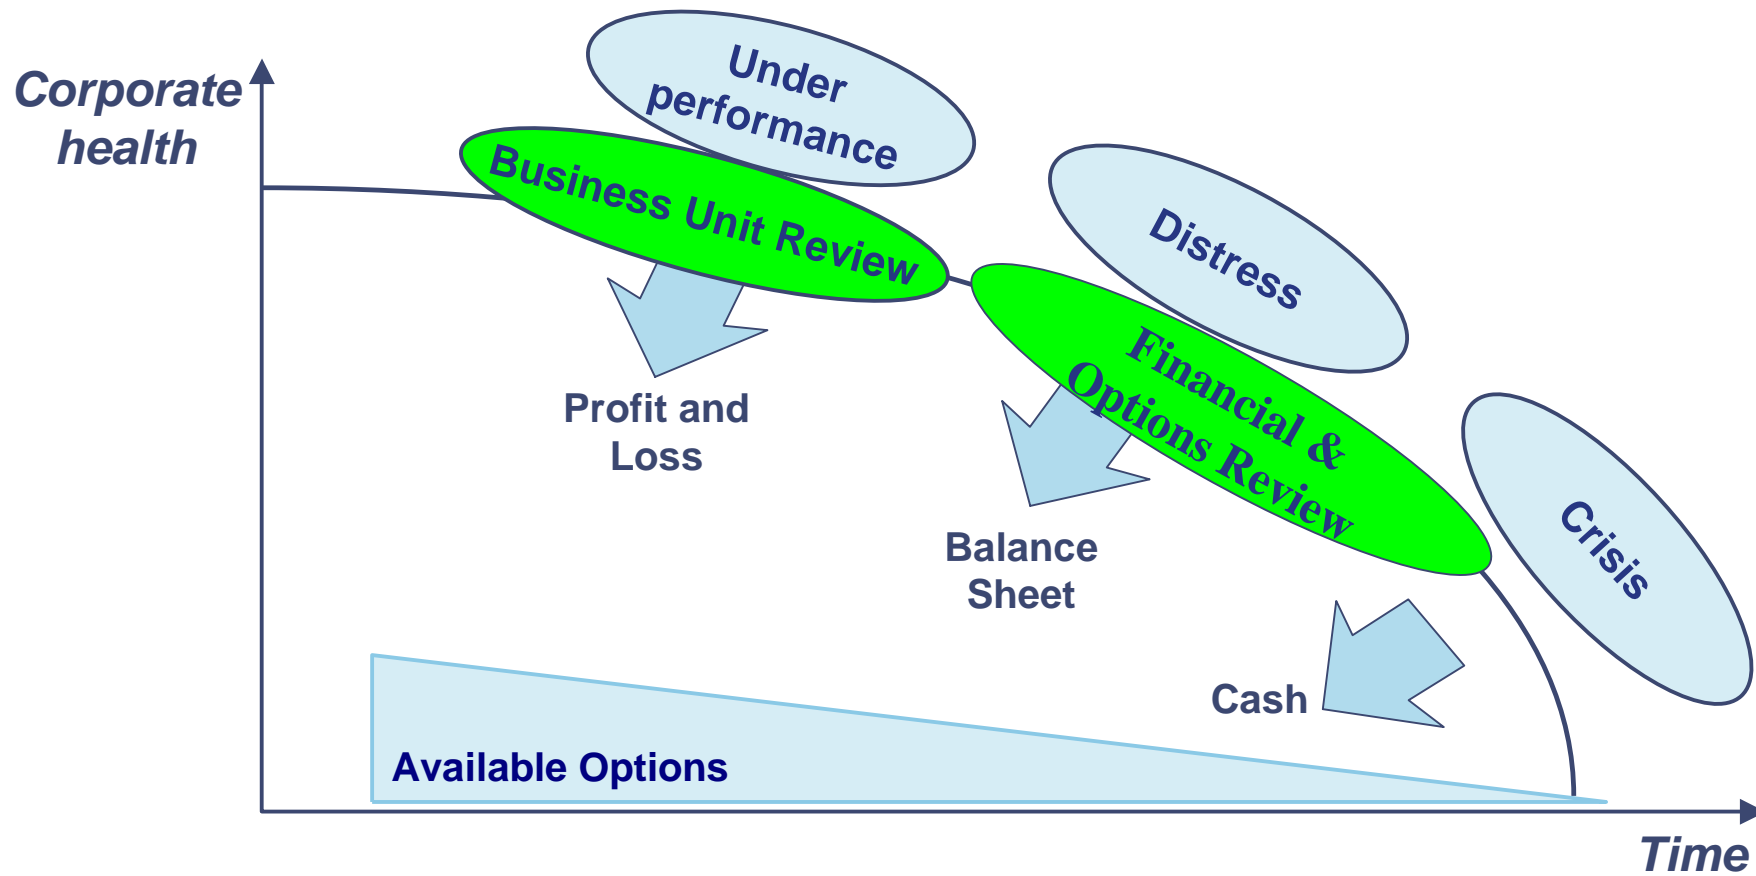 Corporate
health
Under
performance
Business Unit Review
Distress
Financial &
Options Review
Crisis
Profit and
Loss
Balance
Sheet
Cash
Available Options
Time